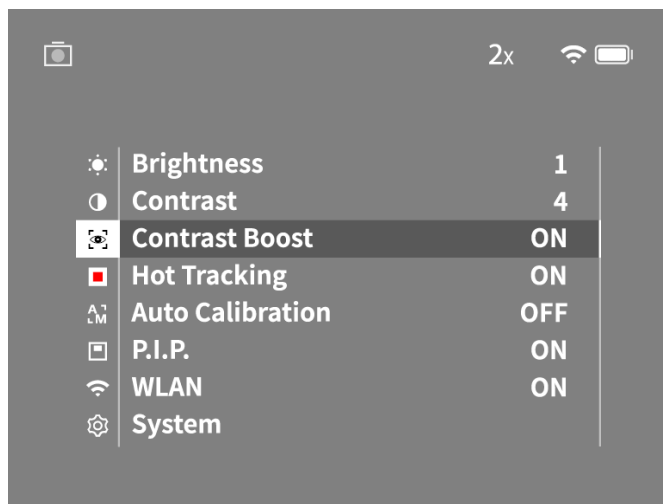 2x
Brightness 1
Contrast 4
Contrast Boost ON
Hot Tracking ON
A M Auto Calibration OFF
P.I.P. ON
WLAN ON
System